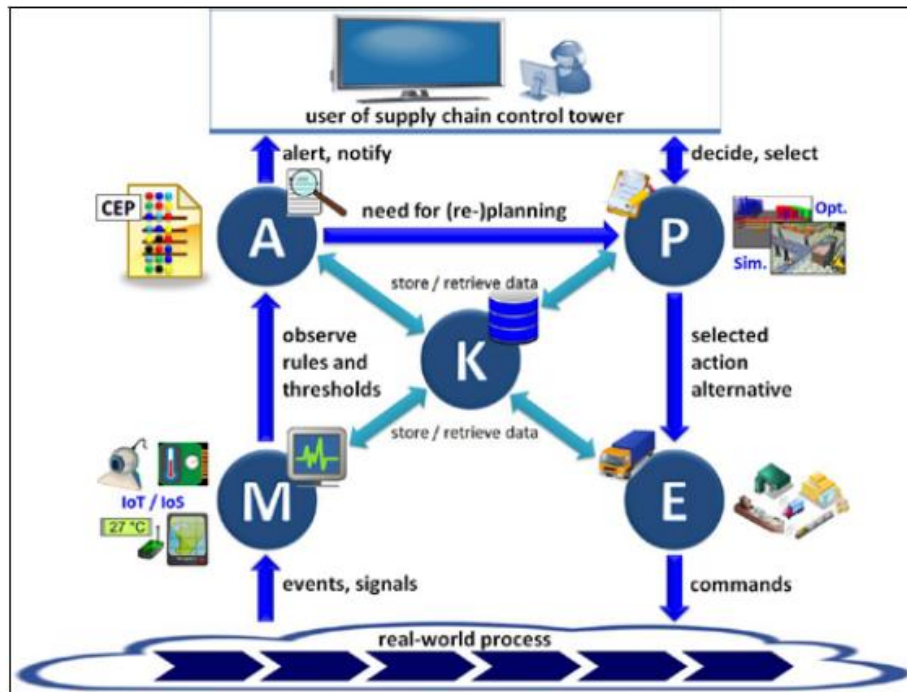 user of supply chain control tower
alert, notify
decide, select
CEP
A
need for (re-)planning
P
Opt.
Sim.
store / retrieve data
observe
rules and
thresholds
K
selected
action
alternative
store / retrieve data
IoT / IoS
27 °C
M
E
events, signals
commands
real-world process